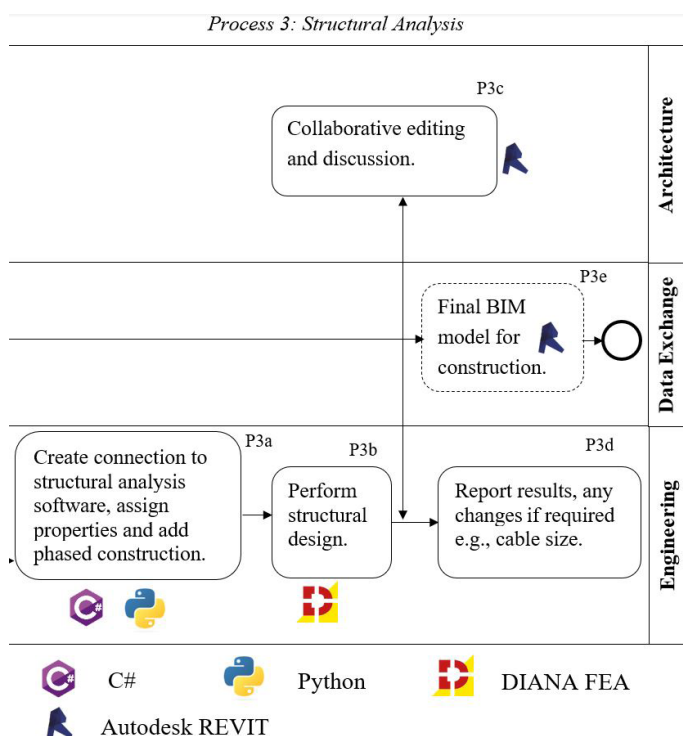 Process 3: Structural Analysis
P3c
Collaborative editing
and discussion.
Architecture
P3e
Final BIM
model for
construction.
Data Exchange
P3a
Create connection to
structural analysis
software, assign
properties and add
phased construction.
P3b
Perform
structural
design.
P3d
Report results, any
changes if required
e.g., cable size.
Engineering
C#
C#
C#
Python
DIANA FEA
Autodesk REVIT